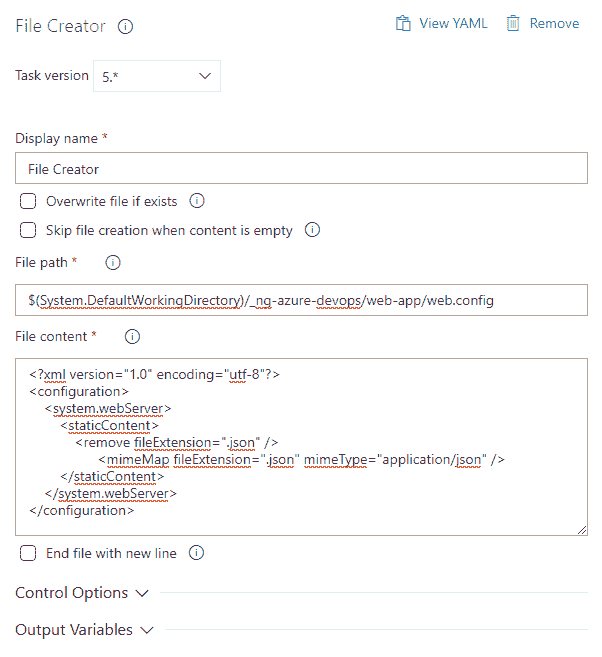 File Creator
View YAML
Remove
Task version 5.*
Display name *
File Creator
Overwrite file if exists
Skip file creation when content is empty
File path *
$(System.DefaultWorkingDirectory)/_ng-azure-devops/web-app/web.config
File content *
<?xml version="1.0" encoding="utf-8"?>
<configuration>
<system.webServer>
<staticContent>
<remove fileExtension=".json" />
<mimeMap fileExtension=".json" mimeType="application/json" />
</staticContent>
</system.webServer>
</configuration>
End file with new line
Control Options
Output Variables